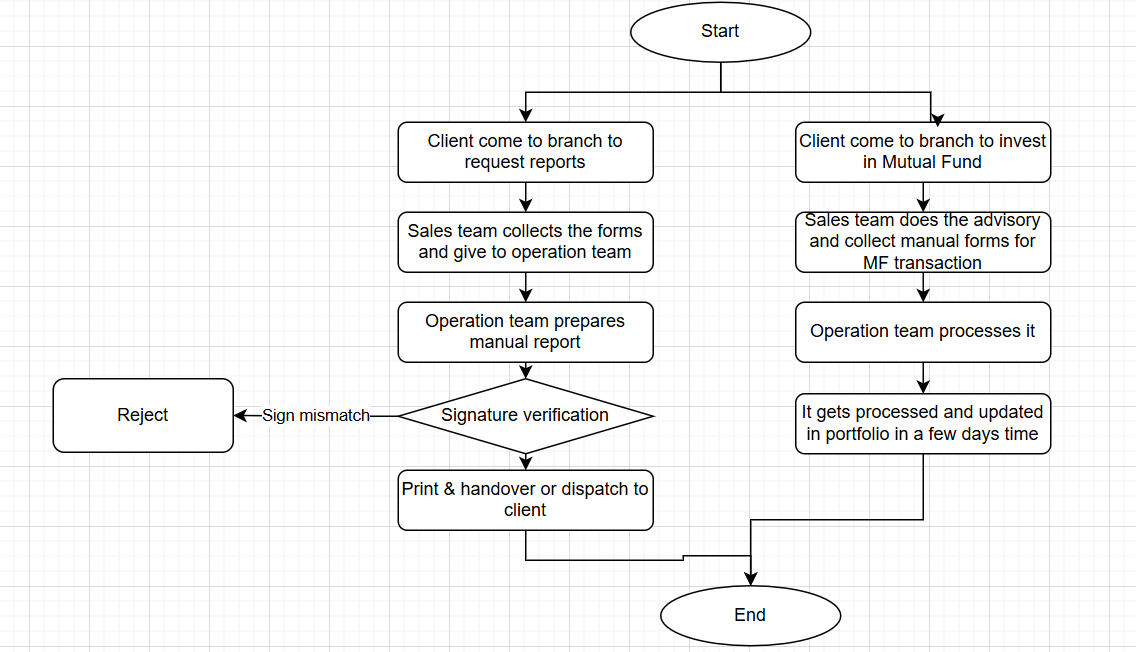 Start
Client come to branch to
request reports
Client come to branch to invest
in Mutual Fund
Sales team collects the forms
and give to operation team
Sales team does the advisory
and collect manual forms for
MF transaction
Operation team prepares
manual report
Operation team processes it
Reject
Sign mismatch
Signature verification
It gets processed and updated
in portfolio in a few days time
Print & handover or dispatch to
client
End